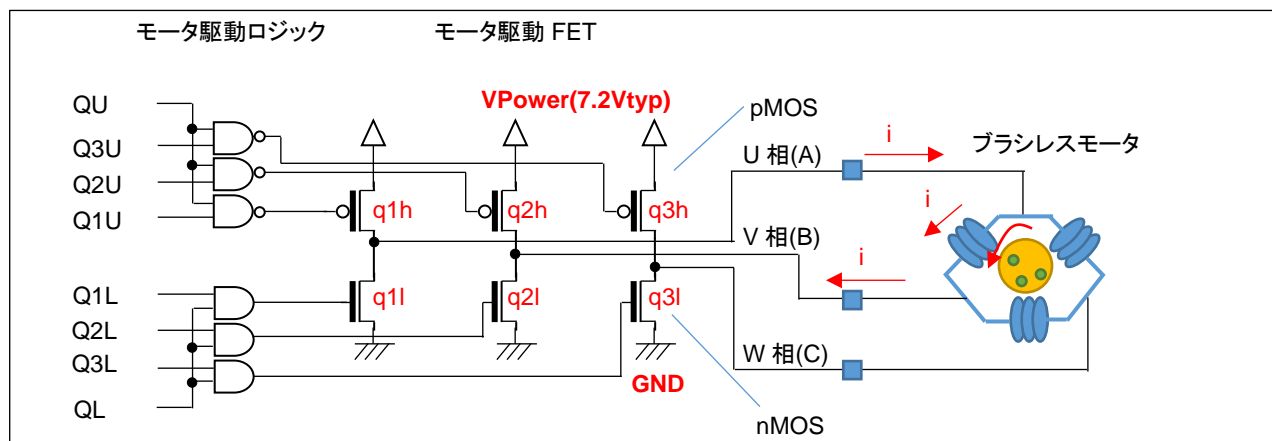 モータ駆動ロジック
モータ駆動 FET
QU
Q3U
Q2U
Q1U
VPower(7.2Vtyp)
pMOS
q1h
q2h
q3h
Q1L
Q2L
Q3L
QL
q1l
q2l
q3l
GND
nMOS
U 相(A)
V 相(B)
W 相(C)
i
i
i
ブラシレスモータ